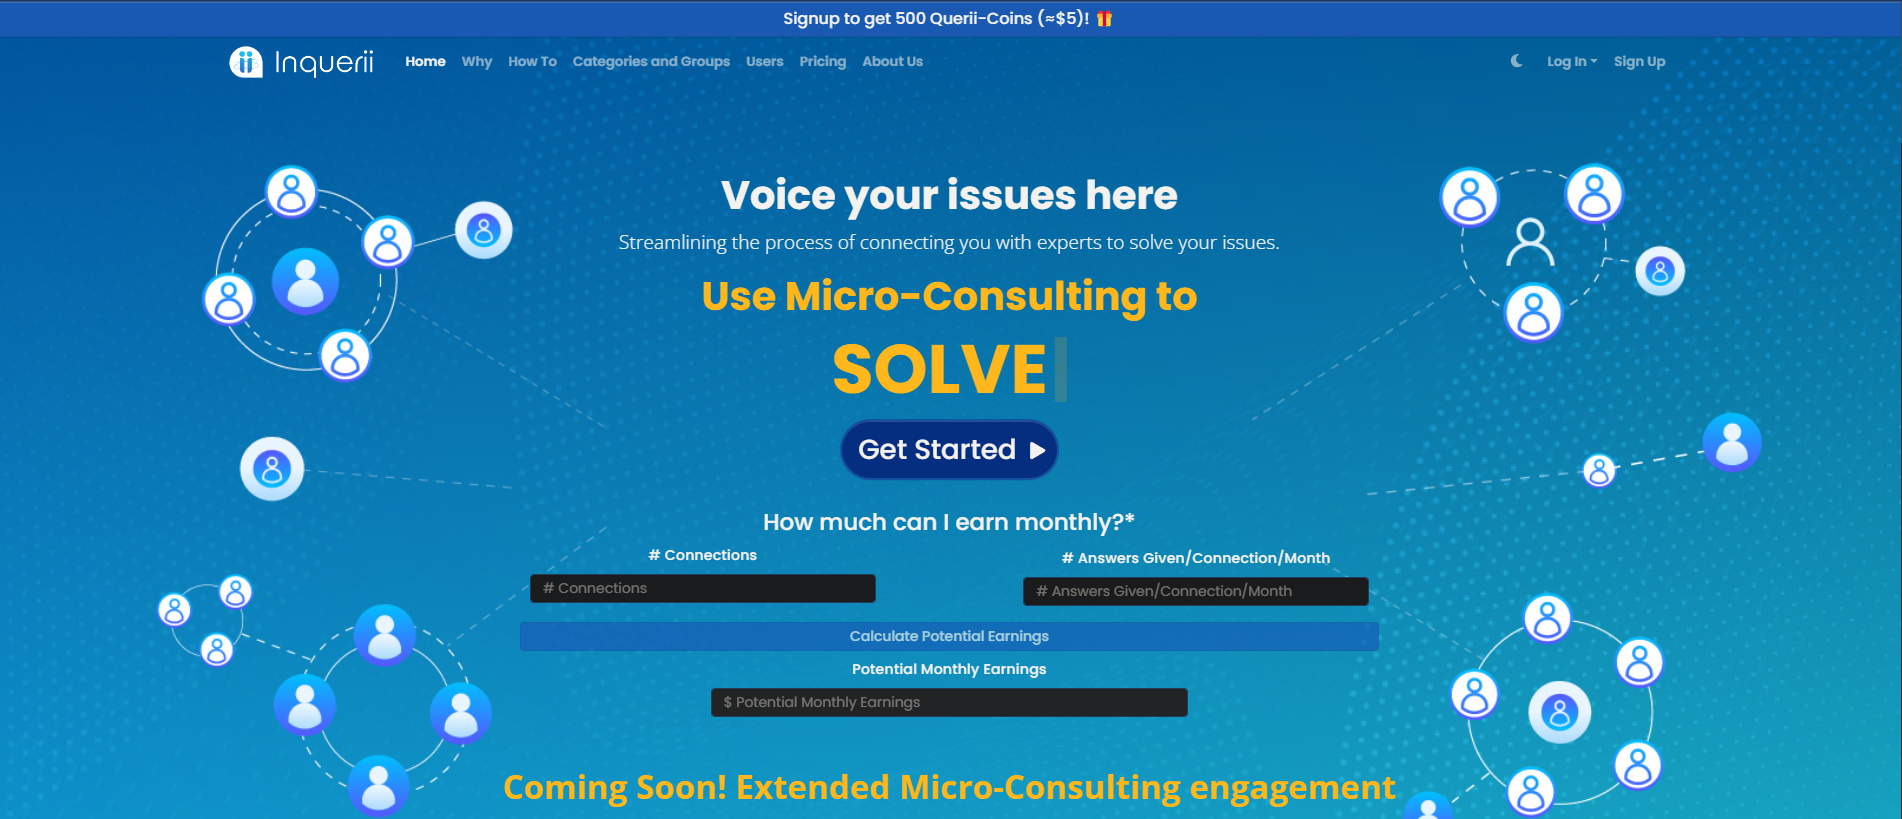 Signup to get 500 Querii-Coins (≈$5)! 🎁
Inquerii Home Why How To Categories and Groups Users Pricing About Us Log In Sign Up
Voice your issues here
Streamlining the process of connecting you with experts to solve your issues.
Use Micro-Consulting to
SOLVE
Get Started
How much can I earn monthly?*
# Connections
# Answers Given/Connection/Month
# Connections
# Answers Given/Connection/Month
Calculate Potential Earnings
Potential Monthly Earnings
$ Potential Monthly Earnings
Coming Soon! Extended Micro-Consulting engagement